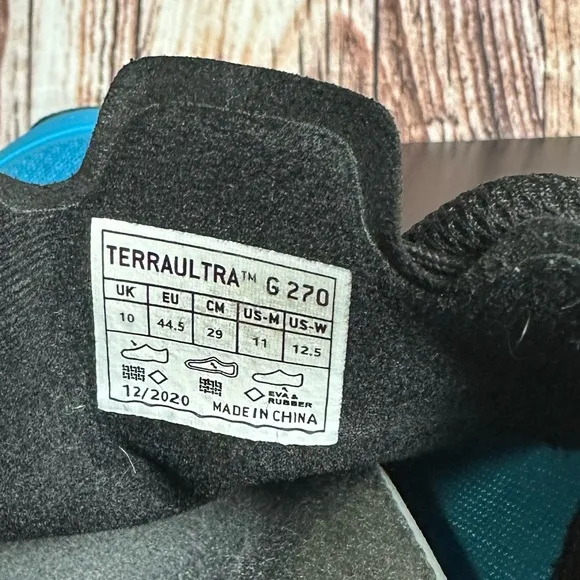 TERRAULTRA™ G 270
UK EU CM US-M US-W
10 44.5 29 11 12.5
EVA &
RUBBER
12/2020 MADE IN CHINA